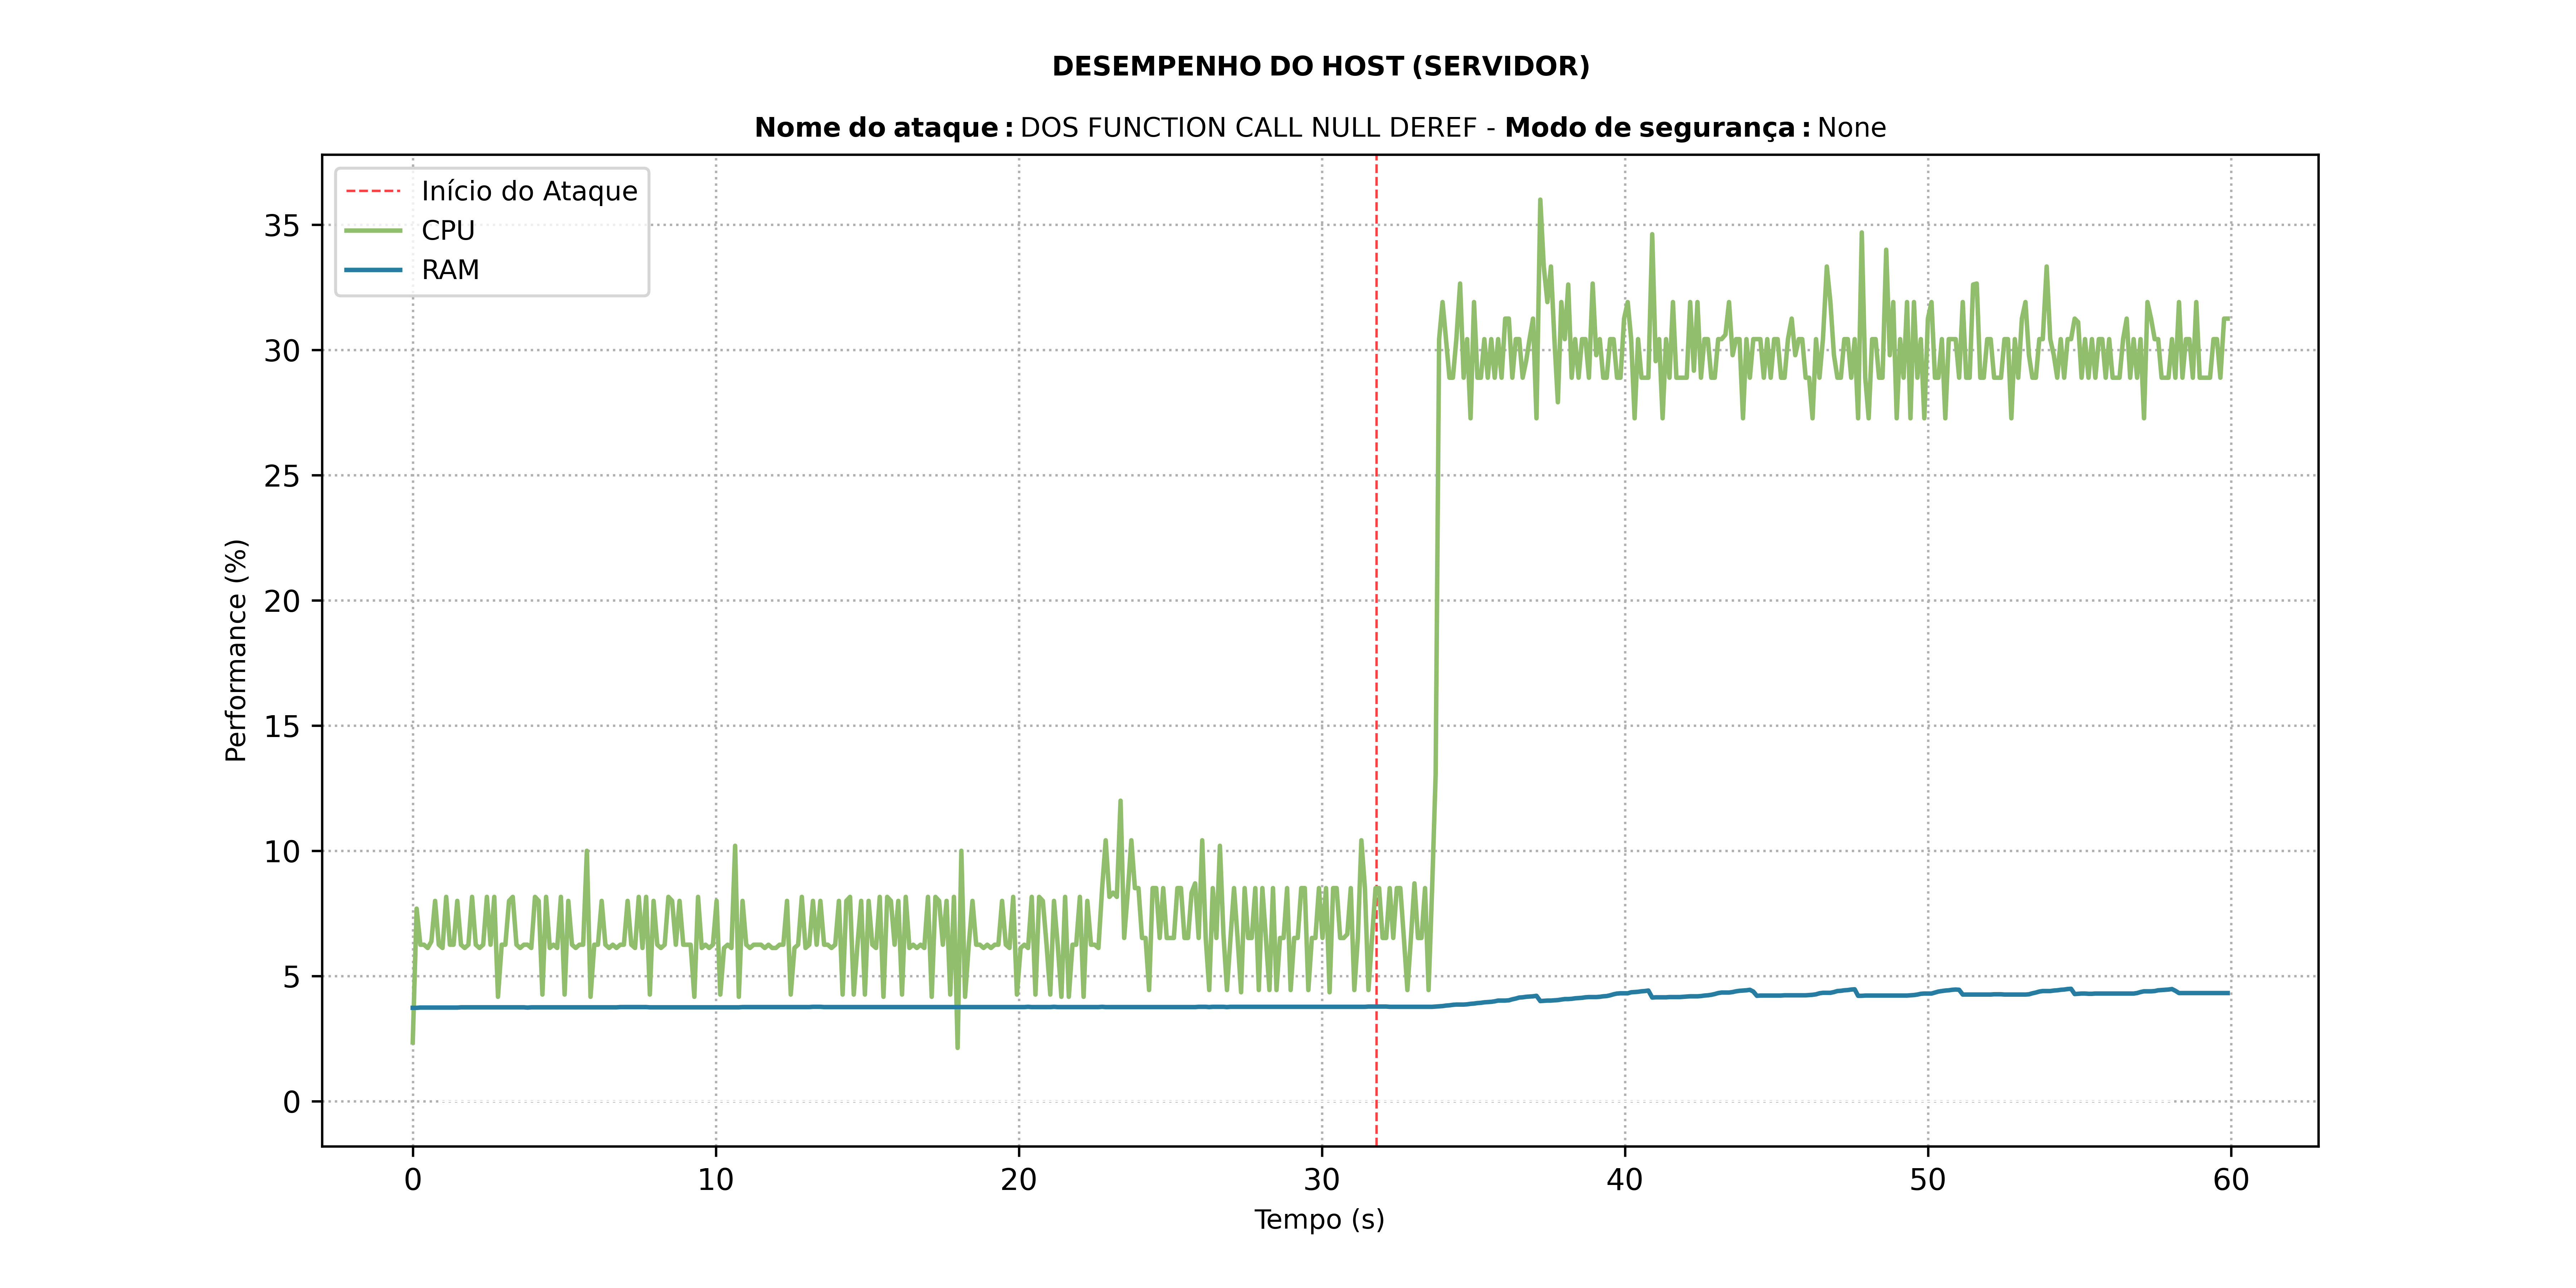 DESEMPENHO DO HOST (SERVIDOR)
Nome do ataque : DOS FUNCTION CALL NULL DEREF - Modo de segurança : None
Início do Ataque
CPU
RAM
Performance (%)
35
30
25
20
15
10
5
0
0 10 20 30 40 50 60
Tempo (s)